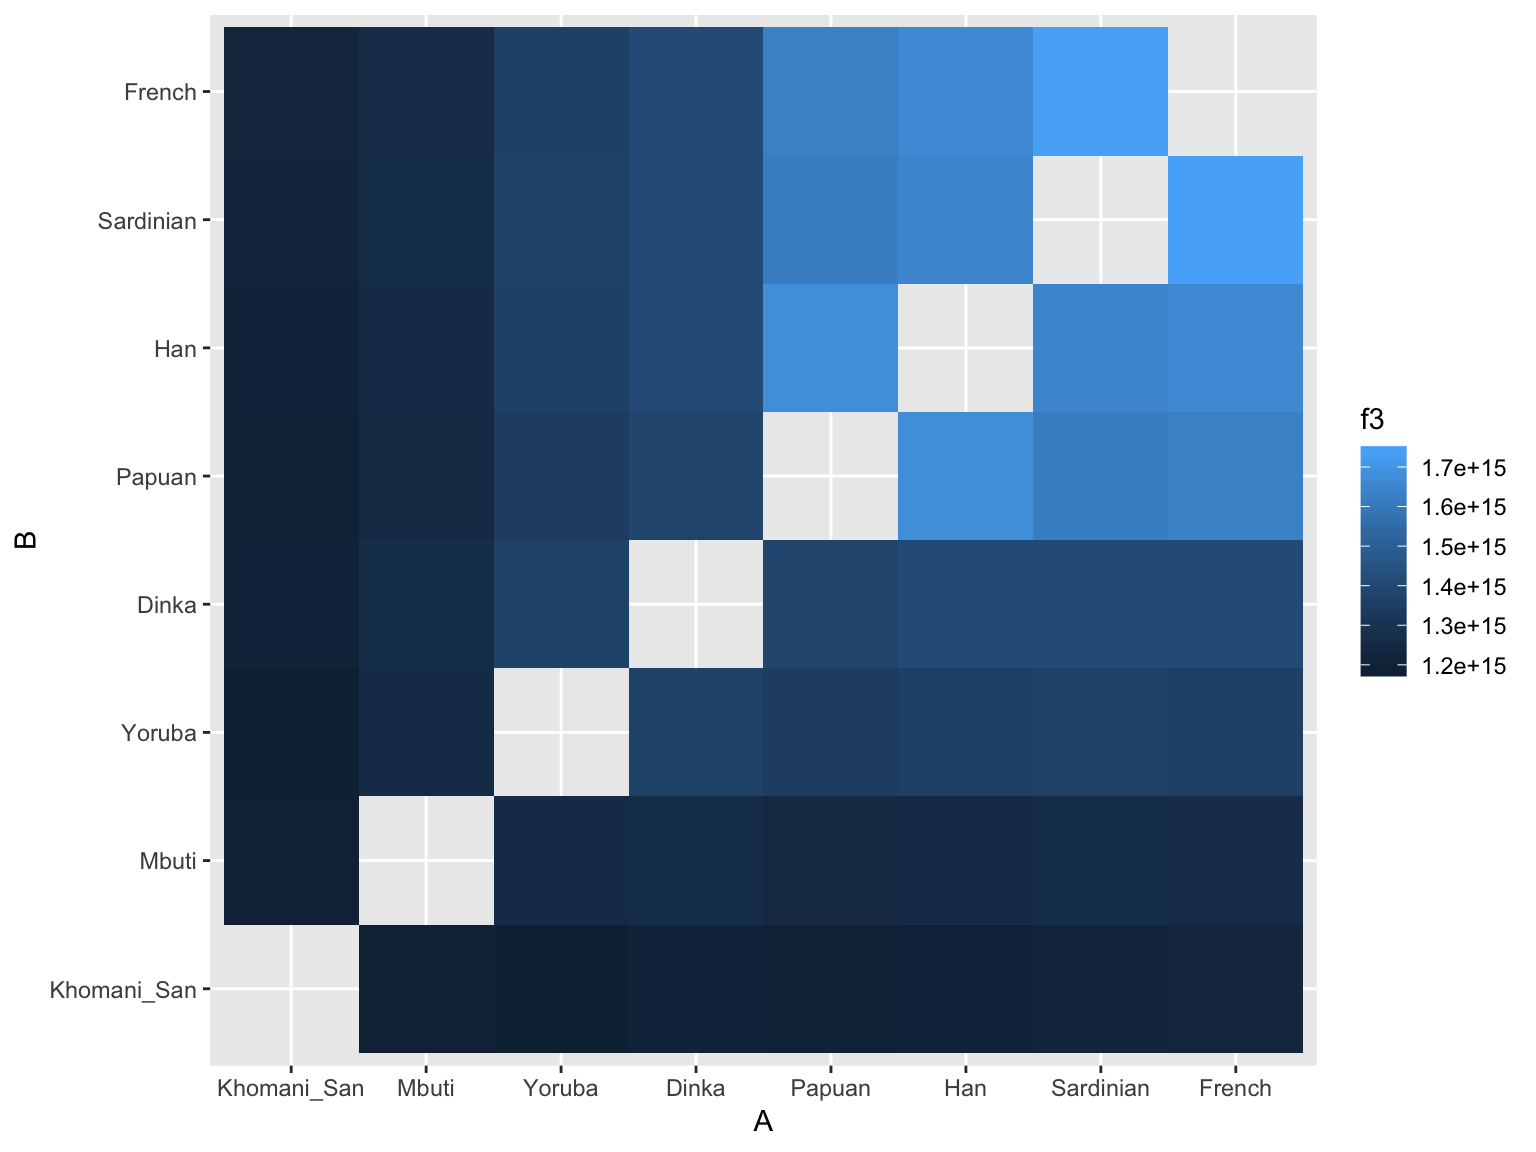 French
Sardinian
Han
Papuan
Dinka
Yoruba
Mbuti
Khomani_San
B
Khomani_San Mbuti Yoruba Dinka Papuan Han Sardinian French
A
f3
1.7e+15
1.6e+15
1.5e+15
1.4e+15
1.3e+15
1.2e+15